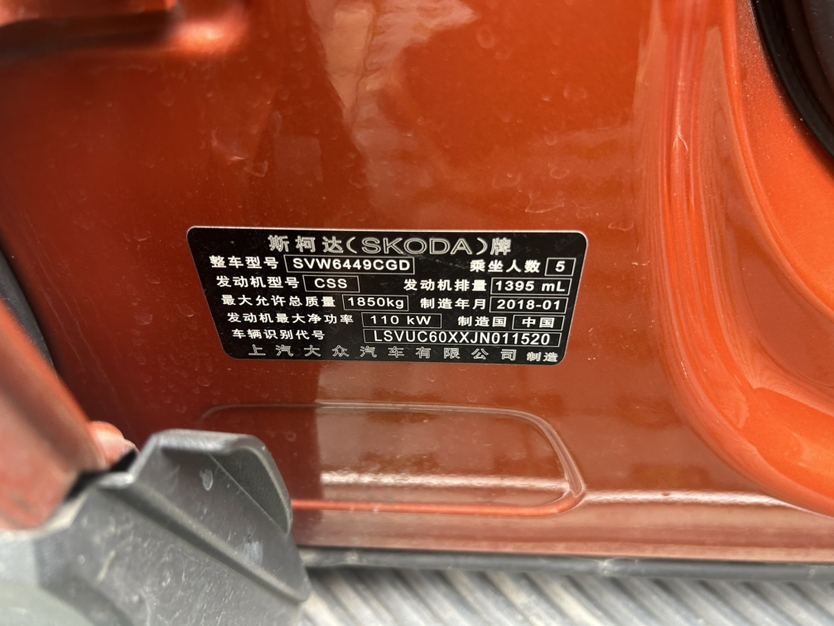 斯柯达(SKODA)牌
整车型号 SVW6449CGD 乘坐人数 5
发动机型号 CSS 发动机排量 1395 mL
最大允许总质量 1850kg 制造年月 2018-01
发动机最大净功率 110 kW 制造国 中国
车辆识别代号 LSVUC60XXJN011520
上汽大众汽车有限公司 制造